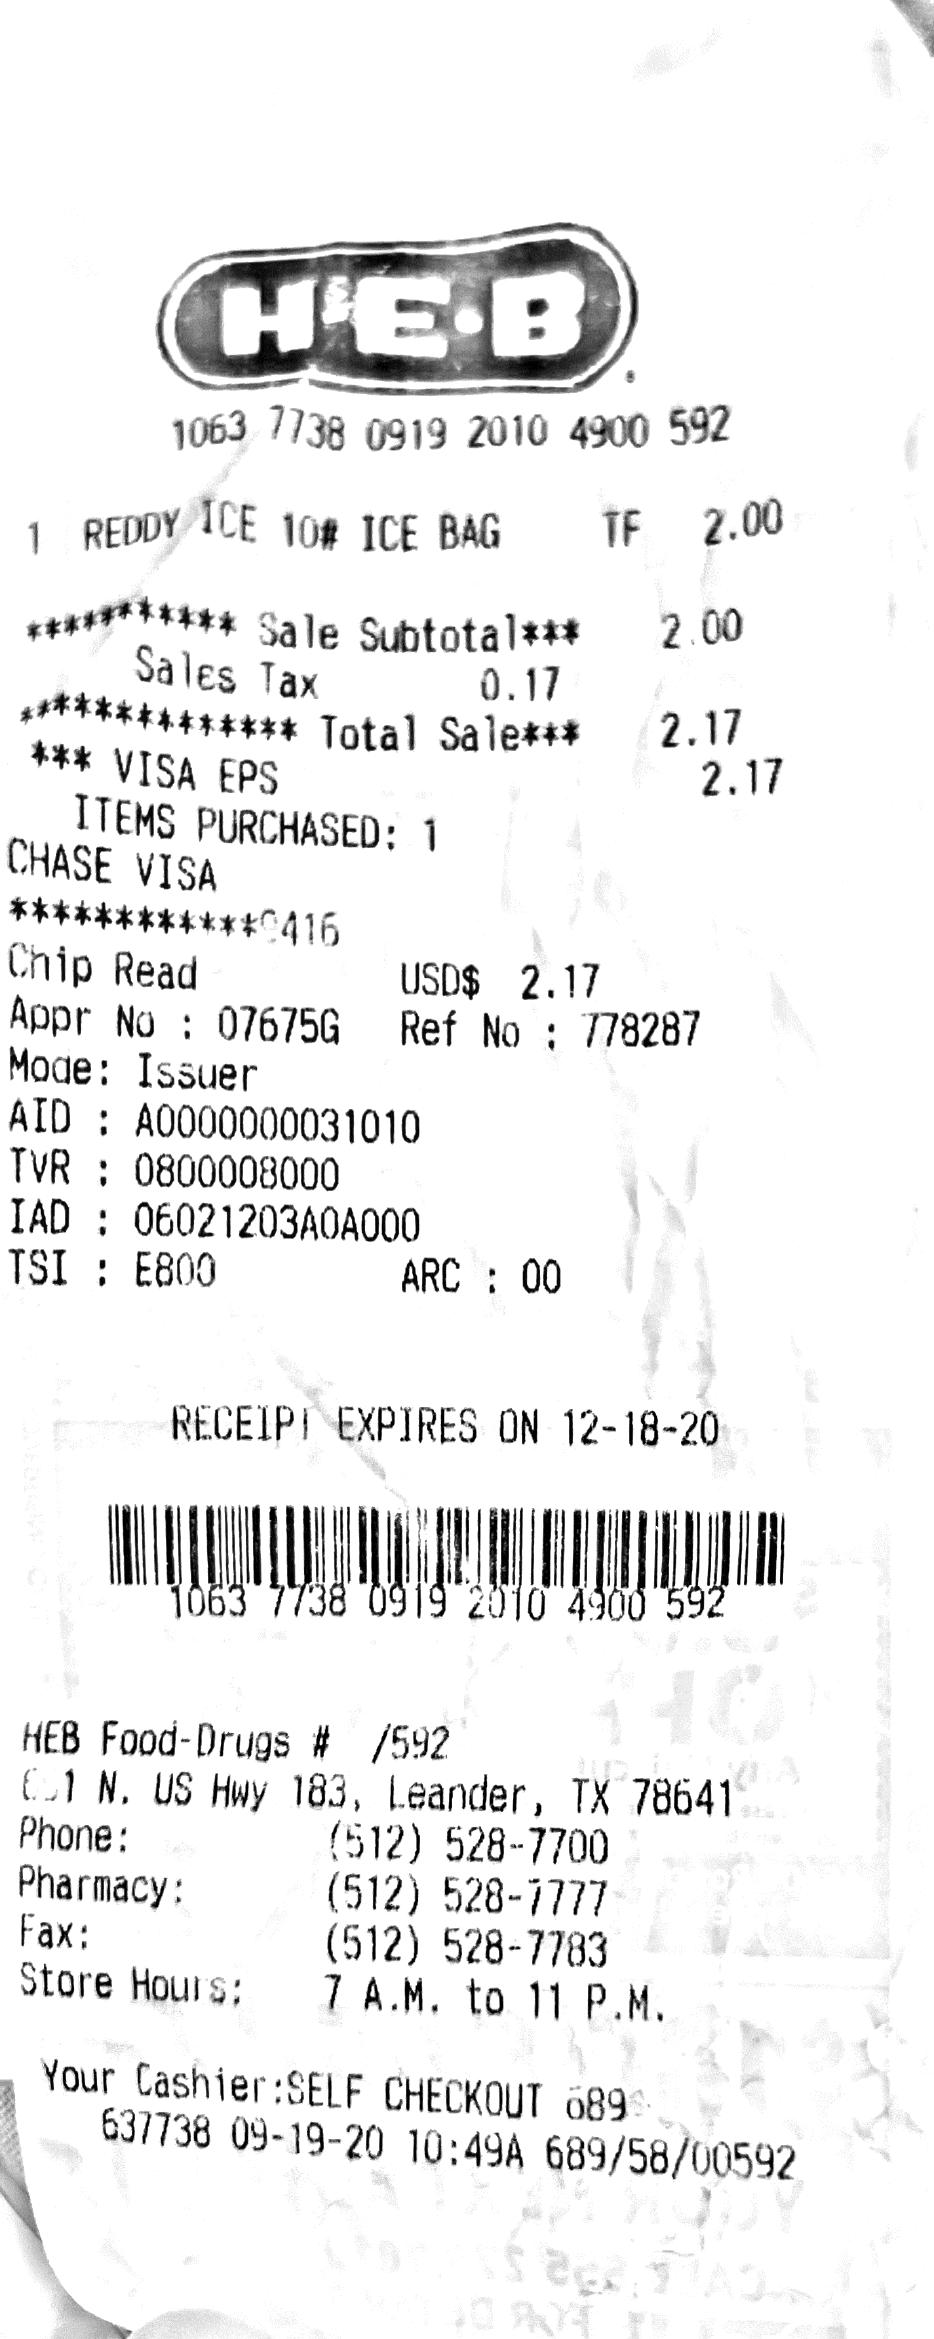 H-E-B
1063 7738 0919 2010 4900 592
1 REDDY ICE 10# ICE BAG TF 2.00
*********** Sale Subtotal*** 2.00
Sales Tax 0.17
*************** Total Sale*** 2.17
*** VISA EPS 2.17
ITEMS PURCHASED: 1
CHASE VISA
Chip Read USD$ 2.17
Appr No : 07675G Ref No : 778287
Mode: Issuer
AID : A0000000031010
TVR : 0800008000
IAD : 06021203A0A000
TSI : E800 ARC : 00
RECEIPT EXPIRES ON 12-18-20
1063 7738 0919 2010 4900 592
HEB Food-Drugs # /592
N. US Hwy 183, Leander, TX 78641
Phone: (512) 528-7700
Pharmacy: (512) 528-7777
Fax: (512) 528-7783
Store Hours: 7 A.M. to 11 P.M.
Your Cashier:SELF CHECKOUT 689
637738 09-19-20 10:49A 689/58/00592